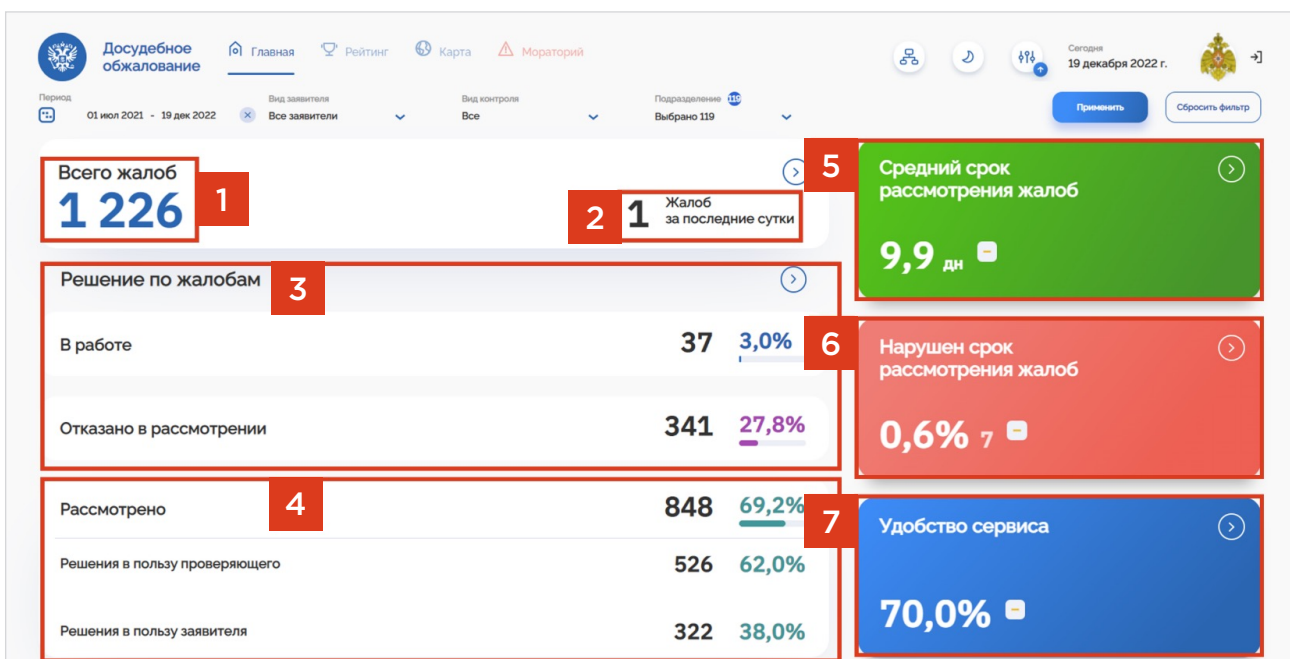 Досудебное
обжалование
Главная
Рейтинг
Карта
Мораторий
Сегодня
19 декабря 2022 г.
Период
01 июл 2021 - 19 дек 2022
Вид заявителя
Все заявители
Вид контроля
Все
Подразделение 119
Выбрано 119
Применить
Сбросить фильтр
Всего жалоб
1 226
1
2
1
Жалоб
за последние сутки
Решение по жалобам
3
В работе
37 3,0%
Отказано в рассмотрении
341 27,8%
4
Рассмотрено
848 69,2%
Решения в пользу проверяющего
526 62,0%
Решения в пользу заявителя
322 38,0%
5
Средний срок
рассмотрения жалоб
9,9 дн
6
Нарушен срок
рассмотрения жалоб
0,6% 7
7
Удобство сервиса
70,0%